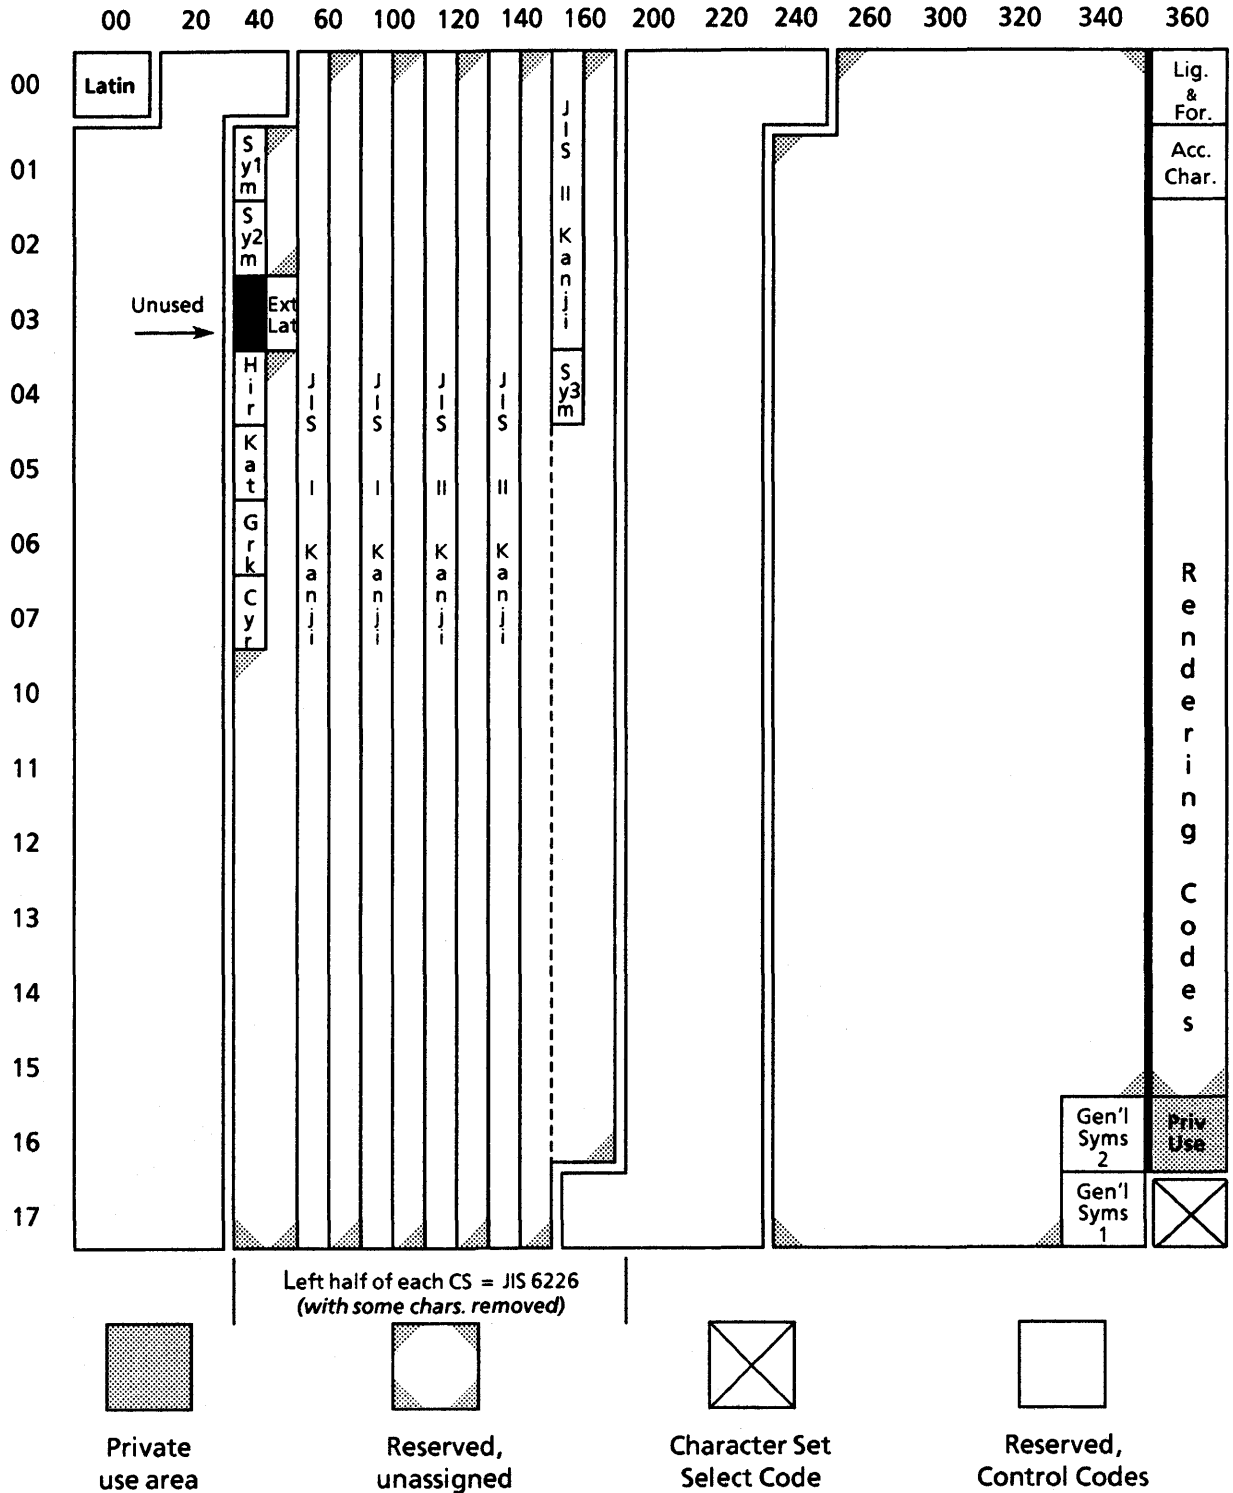 00 20 40 60 100 120 140 160 200 220 240 260 300 320 340 360
00
01
02
03
04
05
06
07
10
11
12
13
14
15
16
17
Latin
Sy1m
Sy2m
Unused
Ext
Lat
Hir
Kat
Grk
Cyr
JIS I Kanji
JIS I Kanji
JIS II Kanji
JIS II Kanji
JIS II Kanji
Sy3m
Lig.
&
For.
Acc.
Char.
Rendering Codes
Gen'l
Syms
2
Priv
Use
Gen'l
Syms
1
Left half of each CS = JIS 6226
(with some chars. removed)
Private
use area
Reserved,
unassigned
Character Set
Select Code
Reserved,
Control Codes